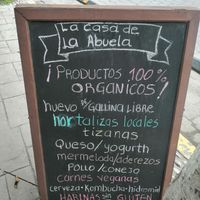 La Casa de
La Abuela
¡PRODUCTOS 100%
ORGANICOS!
huevo DE GALLINA LIBRE
hortalizas locales
tizanas
Queso/yogurth
mermelada/aderezos
POLLO/CONEJO
carnes veganas
cerveza-Kombucha-hidromiel
HARINAS sin GLUTEN